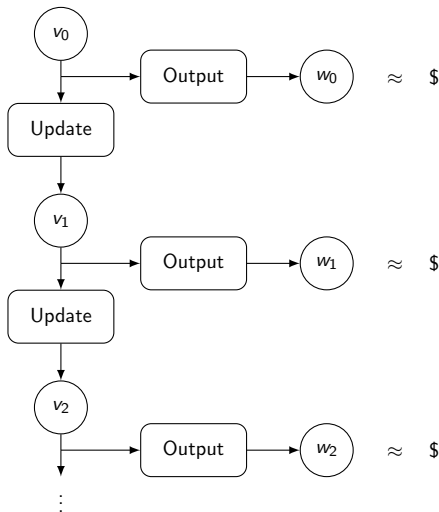 v₀
Output w₀ ≈ $
Update
v₁
Output w₁ ≈ $
Update
v₂
Output w₂ ≈ $
⋮